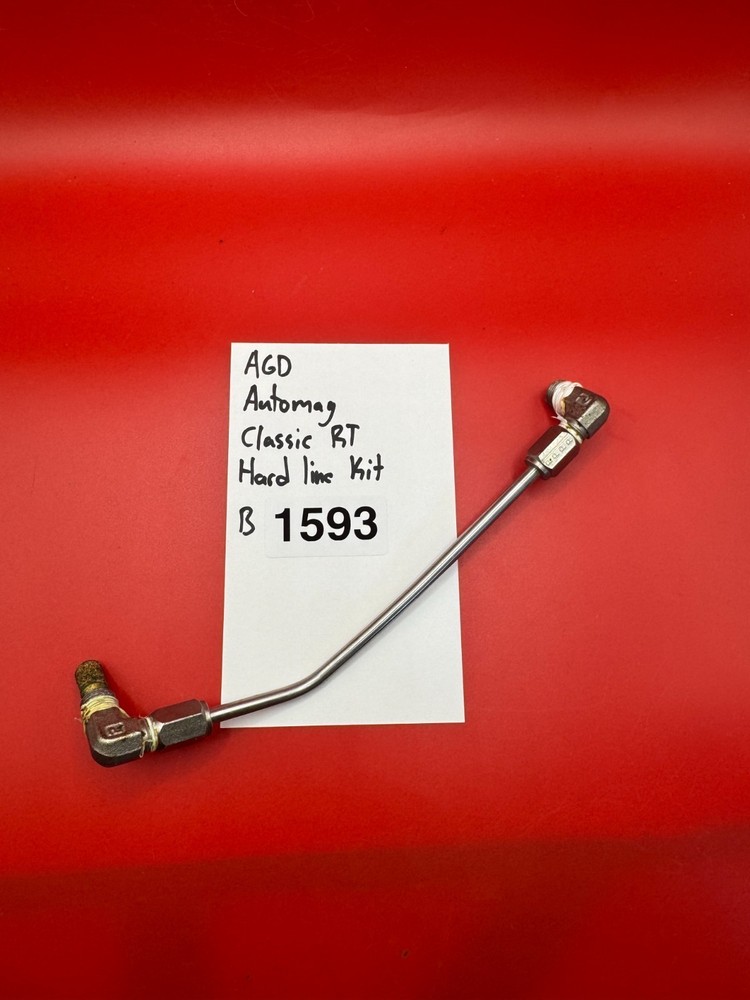 AGD
Automag
Classic RT
Hard line Kit
B 1593